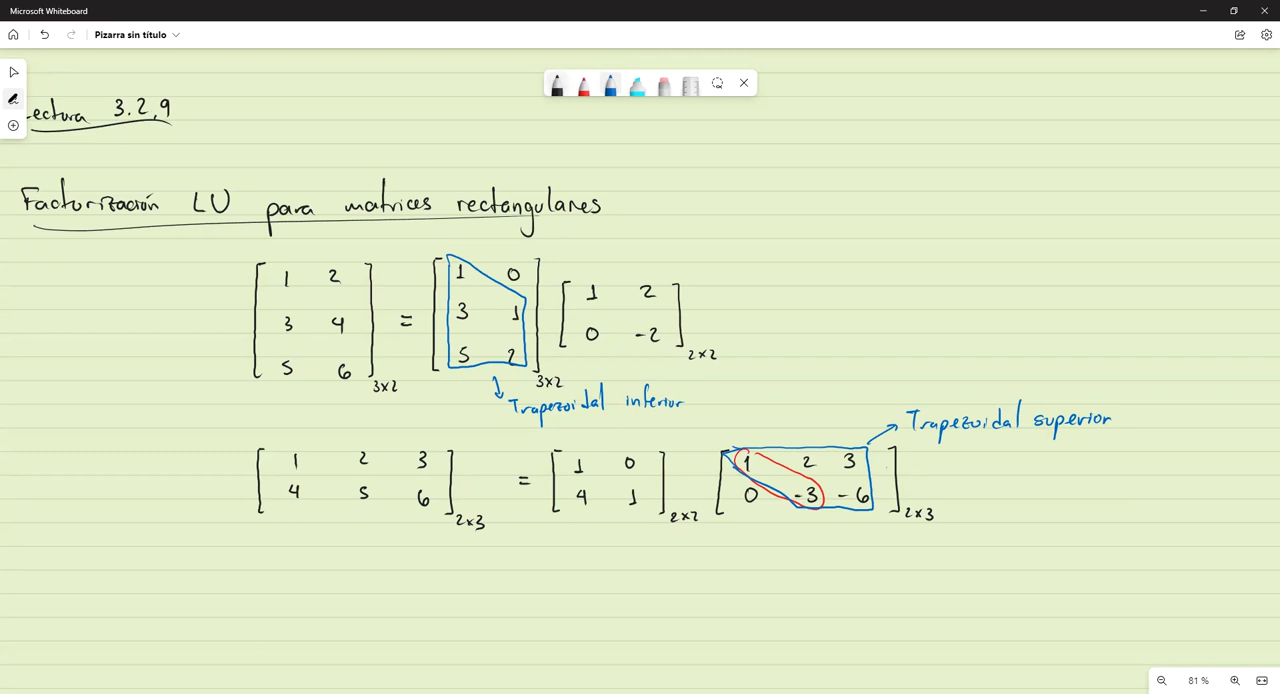 Microsoft Whiteboard
Pizarra sin título
Lectura 3.2.9
Factorización LU para matrices rectangulares
[1 2; 3 4; 5 6]3x2 = [1 0; 3 1; 5 2]3x2 [1 2; 0 -2]2x2
Trapezoidal inferior
Trapezoidal superior
[1 2 3; 4 5 6]2x3 = [1 0; 4 1]2x2 [1 2 3; 0 -3 -6]2x3
81 %